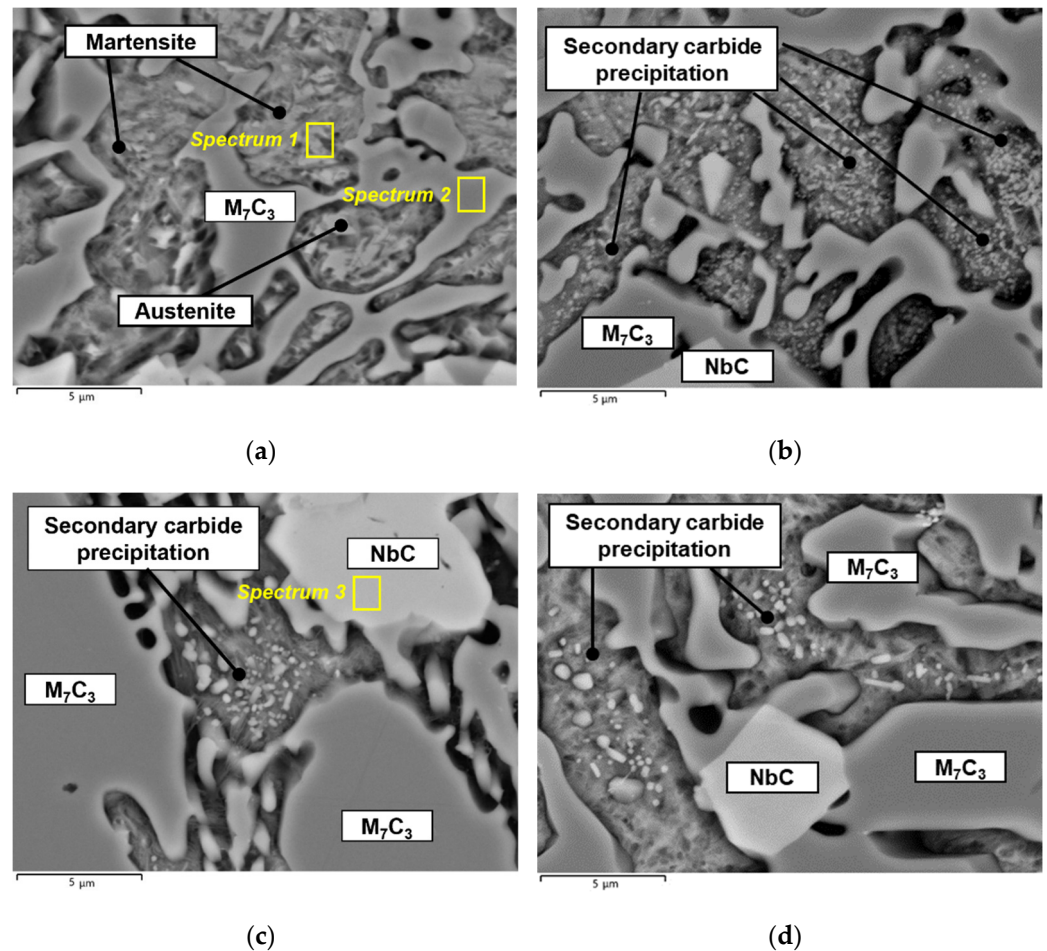 Martensite
Spectrum 1
Spectrum 2
M₇C₃
Austenite
5 µm
(a)
Secondary carbide
precipitation
M₇C₃
NbC
5 µm
(b)
Secondary carbide
precipitation
NbC
Spectrum 3
M₇C₃
M₇C₃
5 µm
(c)
Secondary carbide
precipitation
M₇C₃
NbC
M₇C₃
5 µm
(d)